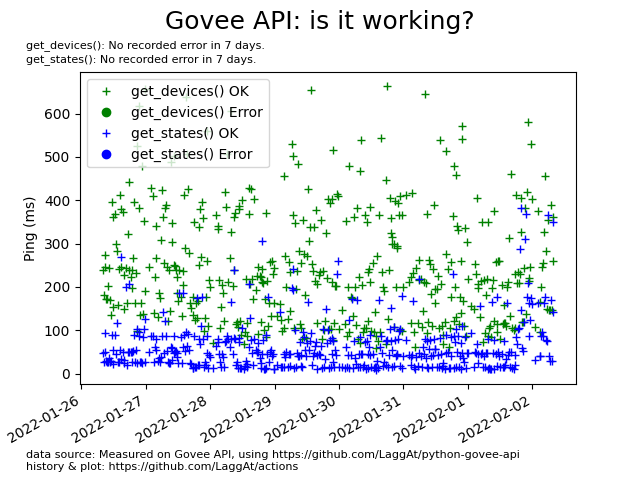 Govee API: is it working?
get_devices(): No recorded error in 7 days.
get_states(): No recorded error in 7 days.
get_devices() OK
get_devices() Error
get_states() OK
get_states() Error
Ping (ms)
600
500
400
300
200
100
0
2022-01-26
2022-01-27
2022-01-28
2022-01-29
2022-01-30
2022-01-31
2022-02-01
2022-02-02
data source: Measured on Govee API, using https://github.com/LaggAt/python-govee-api
history & plot: https://github.com/LaggAt/actions